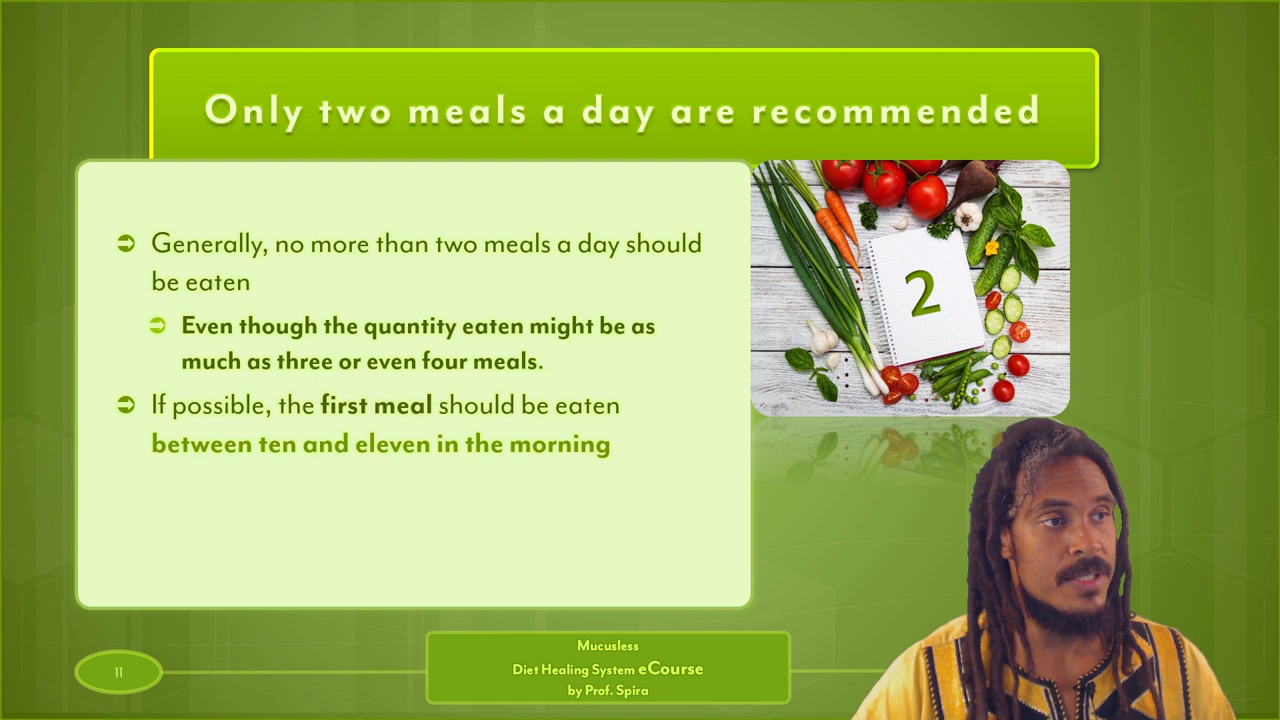 Only two meals a day are recommended
Generally, no more than two meals a day should
be eaten
Even though the quantity eaten might be as
much as three or even four meals.
If possible, the first meal should be eaten
between ten and eleven in the morning
2
11
Mucusless
Diet Healing System eCourse
by Prof. Spira